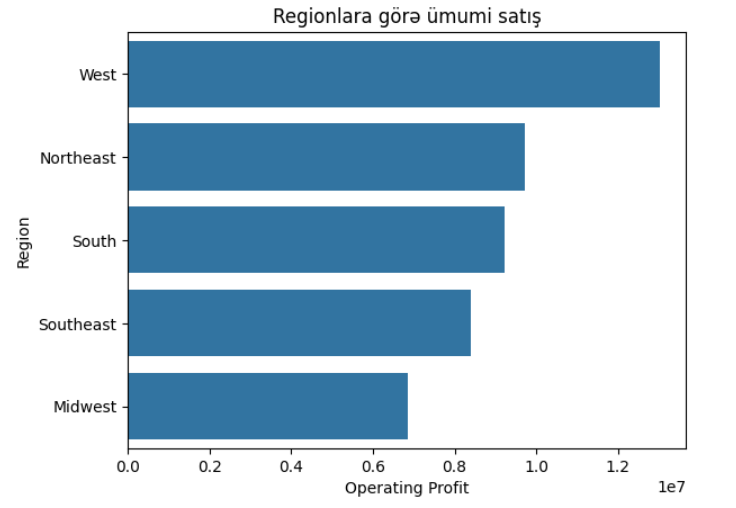 Regionlara görə ümumi satış
West
Northeast
South
Southeast
Midwest
Region
0.0 0.2 0.4 0.6 0.8 1.0 1.2
1e7
Operating Profit